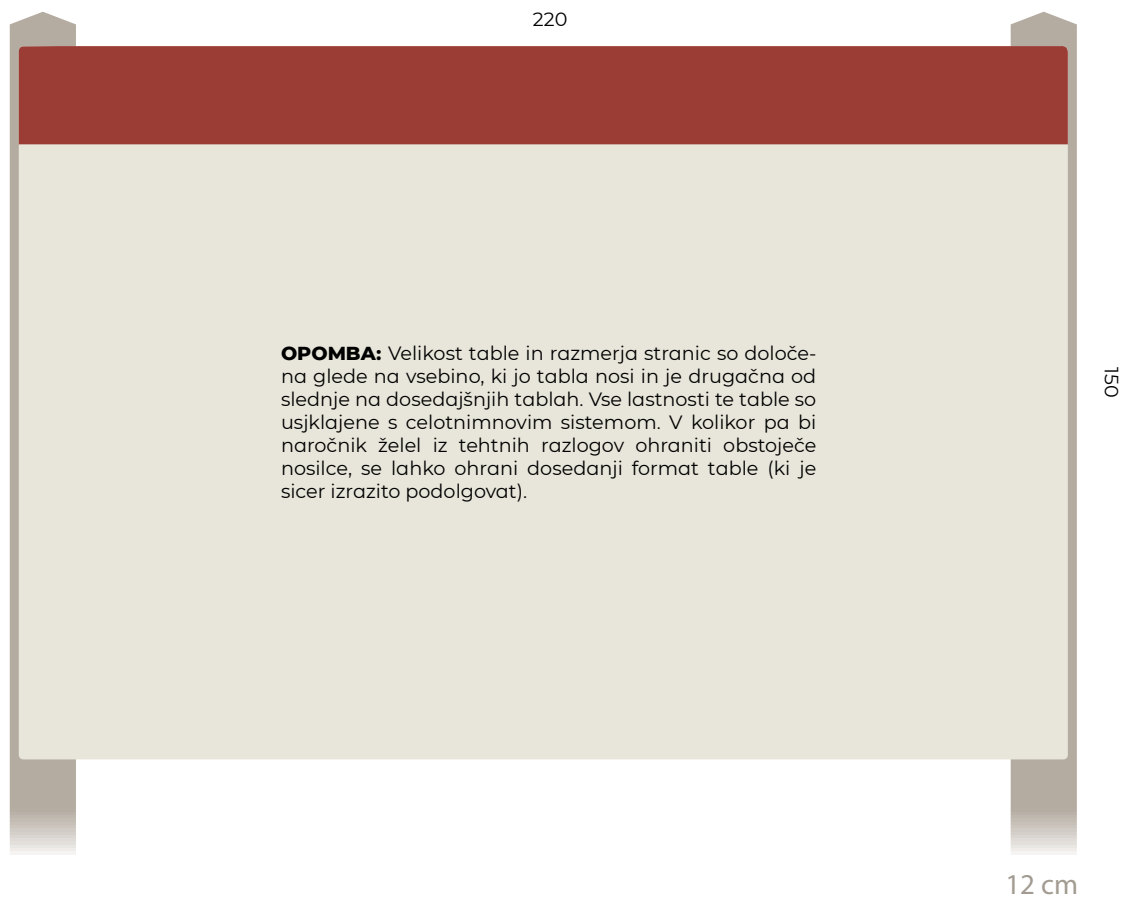 220
OPOMBA: Velikost table in razmerja stranic so določe-
na glede na vsebino, ki jo tabla nosi in je drugačna od
slednje na dosedajšnjih tablah. Vse lastnosti te table so
usjklajene s celotnimnovim sistemom. V kolikor pa bi
naročnik želel iz tehtnih razlogov ohraniti obstoječe
nosilce, se lahko ohrani dosedanji format table (ki je
sicer izrazito podolgovat).
150
12 cm